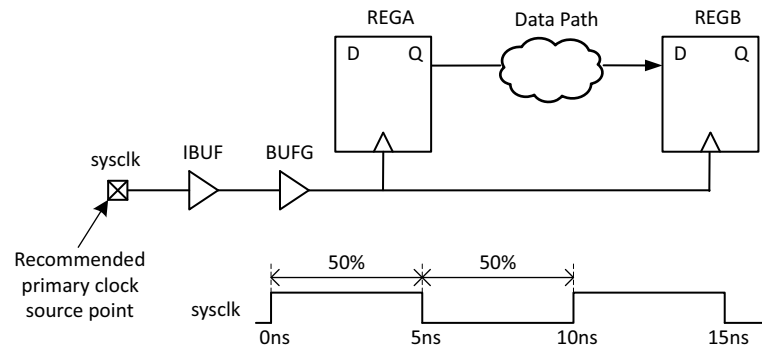 REGA
Data Path
REGB
D
Q
D
Q
sysclk
IBUF
BUFG
Recommended
primary clock
source point
50%
50%
sysclk
0ns
5ns
10ns
15ns